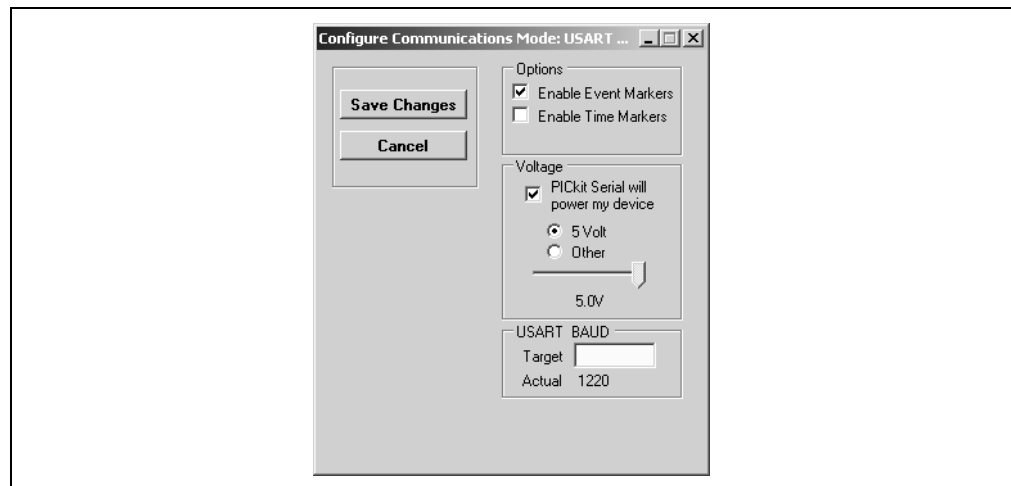 Configure Communications Mode: USART ...
Save Changes
Cancel
Options
Enable Event Markers
Enable Time Markers
Voltage
PICkit Serial will
power my device
5 Volt
Other
5.0V
USART BAUD
Target
Actual 1220